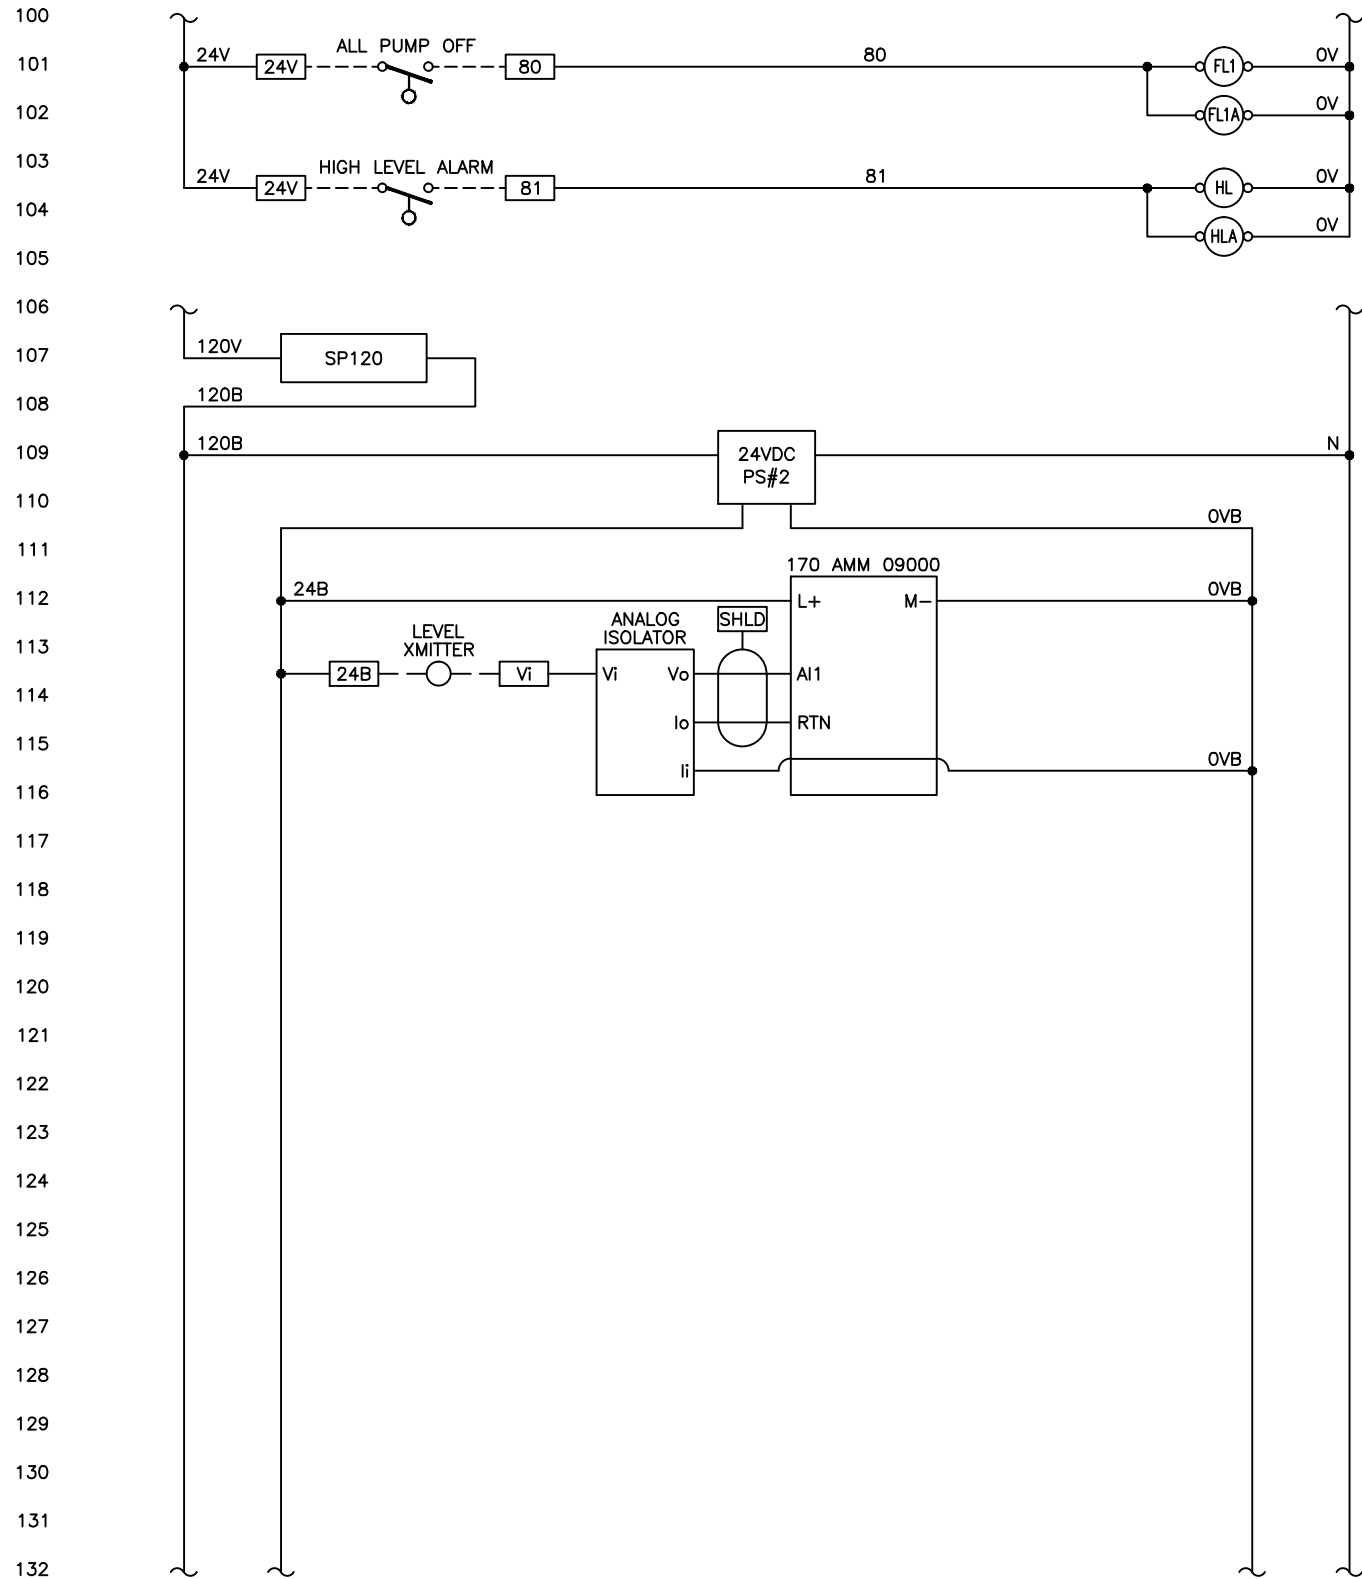 100
ALL PUMP OFF
101 24V 24V 80 80 FL1 0V
102 FL1A 0V
103 HIGH LEVEL ALARM
24V 24V 81 81 HL 0V
104
HLA 0V
105
106
107 120V SP120
108 120B
109 120B 24VDC N
PS#2
110
0VB
111
170 AMM 09000
112 24B L+ M- 0VB
ANALOG SHLD
LEVEL ISOLATOR
113 XMITTER
24B Vi Vi Vo AI1
114
Io RTN
115
Ii 0VB
116
117
118
119
120
121
122
123
124
125
126
127
128
129
130
131
132